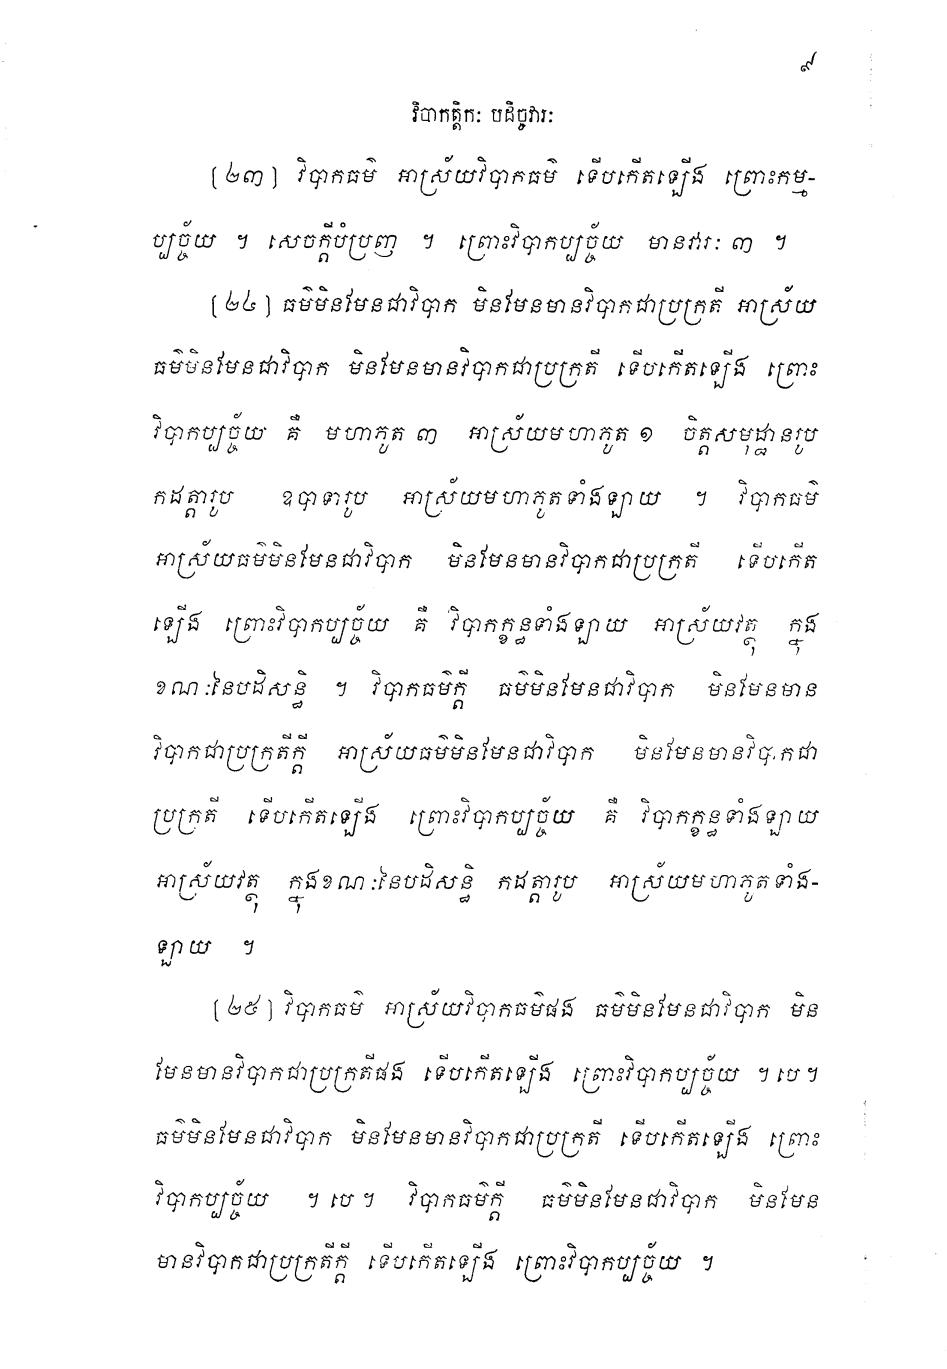 ៩
វិបាកត្តិកៈ បដិច្ចវារៈ
[២៣] វិបាកធម៌ អាស្រ័យវិបាកធម៌ ទើបកើតឡើង ព្រោះកម្ម-
ប្បច្ច័យ ។ សេចក្តីបំប្រួញ ។ ព្រោះវិបាកប្បច្ច័យ មានវារៈ ៣ ។
[២៤] ធម៌មិនមែនជាវិបាក មិនមែនមានវិបាកជាប្រក្រតី អាស្រ័យ
ធម៌មិនមែនជាវិបាក មិនមែនមានវិបាកជាប្រក្រតី ទើបកើតឡើង ព្រោះ
វិបាកប្បច្ច័យ គឺ មហាភូត ៣ អាស្រ័យមហាភូត ១ ចិត្តសមុដ្ឋានរូប
កដត្តារូប ឧបាទារូប អាស្រ័យមហាភូតទាំងឡាយ ។ វិបាកធម៌
អាស្រ័យធម៌មិនមែនជាវិបាក មិនមែនមានវិបាកជាប្រក្រតី ទើបកើត
ឡើង ព្រោះវិបាកប្បច្ច័យ គឺ វិបាកក្ខន្ធទាំងឡាយ អាស្រ័យវត្ថុ ក្នុង
ខណៈនៃបដិសន្ធិ ។ វិបាកធម៌ក្តី ធម៌មិនមែនជាវិបាក មិនមែនមាន
វិបាកជាប្រក្រតីក្តី អាស្រ័យធម៌មិនមែនជាវិបាក មិនមែនមានវិបាកជា
ប្រក្រតី ទើបកើតឡើង ព្រោះវិបាកប្បច្ច័យ គឺ វិបាកក្ខន្ធទាំងឡាយ
អាស្រ័យវត្ថុ ក្នុងខណៈនៃបដិសន្ធិ កដត្តារូប អាស្រ័យមហាភូតទាំង-
ឡាយ ។
[២៥] វិបាកធម៌ អាស្រ័យវិបាកធម៌ផង ធម៌មិនមែនជាវិបាក មិន
មែនមានវិបាកជាប្រក្រតីផង ទើបកើតឡើង ព្រោះវិបាកប្បច្ច័យ ។ បេ ។
ធម៌មិនមែនជាវិបាក មិនមែនមានវិបាកជាប្រក្រតី ទើបកើតឡើង ព្រោះ
វិបាកប្បច្ច័យ ។ បេ ។ វិបាកធម៌ក្តី ធម៌មិនមែនជាវិបាក មិនមែន
មានវិបាកជាប្រក្រតីក្តី ទើបកើតឡើង ព្រោះវិបាកប្បច្ច័យ ។